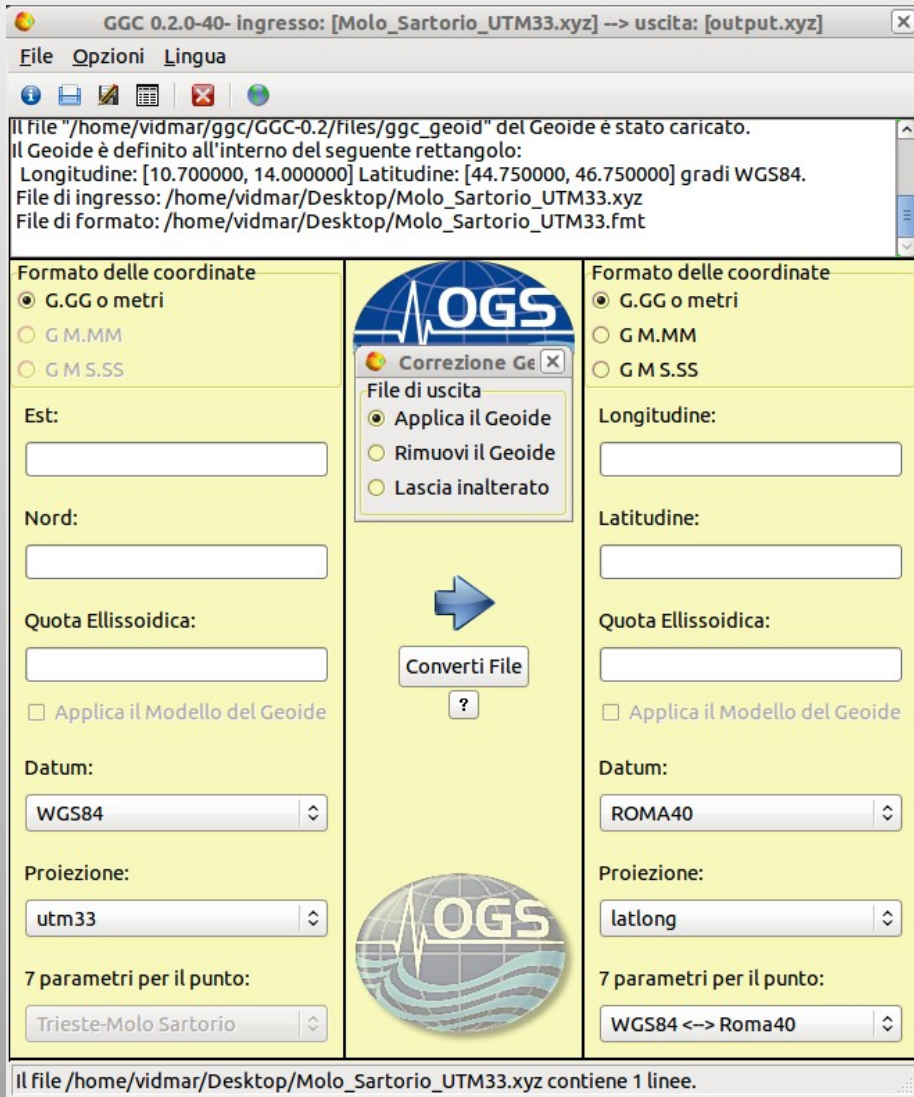 GGC 0.2.0-40- ingresso: [Molo_Sartorio_UTM33.xyz] --> uscita: [output.xyz]
File Opzioni Lingua
Il file "/home/vidmar/ggc/GGC-0.2/files/ggc_geoid" del Geoide è stato caricato.
Il Geoide è definito all'interno del seguente rettangolo:
Longitudine: [10.700000, 14.000000] Latitudine: [44.750000, 46.750000] gradi WGS84.
File di ingresso: /home/vidmar/Desktop/Molo_Sartorio_UTM33.xyz
File di formato: /home/vidmar/Desktop/Molo_Sartorio_UTM33.fmt
Formato delle coordinate
G.GG o metri
G M.MM
G M S.SS
Est:
Nord:
Quota Ellissoidica:
Applica il Modello del Geoide
Datum:
WGS84
Proiezione:
utm33
7 parametri per il punto:
Trieste-Molo Sartorio
OGS
Correzione Ge
File di uscita
Applica il Geoide
Rimuovi il Geoide
Lascia inalterato
Converti File
?
OGS
Formato delle coordinate
G.GG o metri
G M.MM
G M S.SS
Longitudine:
Latitudine:
Quota Ellissoidica:
Applica il Modello del Geoide
Datum:
ROMA40
Proiezione:
latlong
7 parametri per il punto:
WGS84 <--> Roma40
Il file /home/vidmar/Desktop/Molo_Sartorio_UTM33.xyz contiene 1 linee.